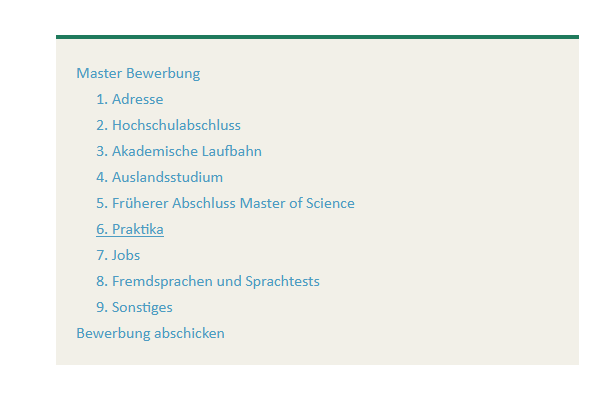 Master Bewerbung
1. Adresse
2. Hochschulabschluss
3. Akademische Laufbahn
4. Auslandsstudium
5. Früherer Abschluss Master of Science
6. Praktika
7. Jobs
8. Fremdsprachen und Sprachtests
9. Sonstiges
Bewerbung abschicken